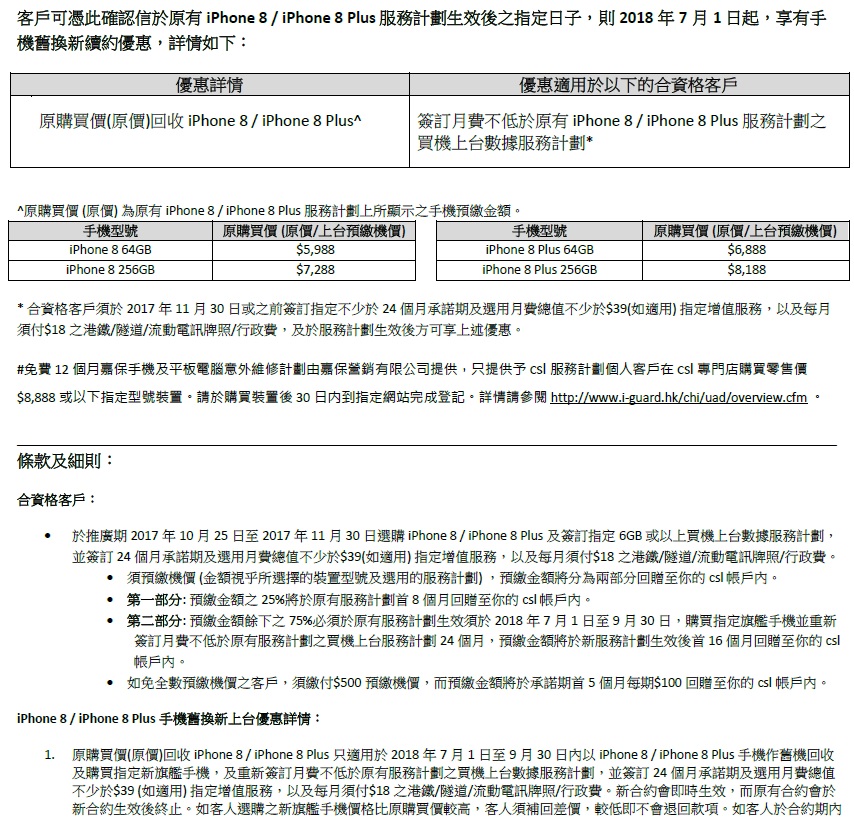 客戶可憑此確認信於原有 iPhone 8 / iPhone 8 Plus 服務計劃生效後之指定日子，則 2018 年 7 月 1 日起，享有手
機舊換新續約優惠，詳情如下：
優惠詳情
優惠適用於以下的合資格客戶
原購買價(原價)回收 iPhone 8 / iPhone 8 Plus^
簽訂月費不低於原有 iPhone 8 / iPhone 8 Plus 服務計劃之
買機上台數據服務計劃*
^原購買價 (原價) 為原有 iPhone 8 / iPhone 8 Plus 服務計劃上所顯示之手機預繳金額。
手機型號 原購買價 (原價/上台預繳機價) 手機型號 原購買價 (原價/上台預繳機價)
iPhone 8 64GB $5,988 iPhone 8 Plus 64GB $6,888
iPhone 8 256GB $7,288 iPhone 8 Plus 256GB $8,188
* 合資格客戶須於 2017 年 11 月 30 日或之前簽訂指定不少於 24 個月承諾期及選用月費總值不少於$39(如適用) 指定增值服務，以及每月
須付$18 之港鐵/隧道/流動電訊牌照/行政費，及於服務計劃生效後方可享上述優惠。
#免費 12 個月嘉保手機及平板電腦意外維修計劃由嘉保營銷有限公司提供，只提供予 csl 服務計劃個人客戶在 csl 專門店購買零售價
$8,888 或以下指定型號裝置。請於購買裝置後 30 日内到指定網站完成登記。詳情請參閱 http://www.i-guard.hk/chi/uad/overview.cfm 。
條款及細則：
合資格客戶：
• 於推廣期 2017 年 10 月 25 日至 2017 年 11 月 30 日選購 iPhone 8 / iPhone 8 Plus 及簽訂指定 6GB 或以上買機上台數據服務計劃，
並簽訂 24 個月承諾期及選用月費總值不少於$39(如適用) 指定增值服務，以及每月須付$18 之港鐵/隧道/流動電訊牌照/行政費。
• 須預繳機價 (金額視乎所選擇的裝置型號及選用的服務計劃) ，預繳金額將分為兩部分回贈至你的 csl 帳戶內。
• 第一部分: 預繳金額之 25%將於原有服務計劃首 8 個月回贈至你的 csl 帳戶內。
• 第二部分: 預繳金額餘下之 75%必須於原有服務計劃生效須於 2018 年 7 月 1 日至 9 月 30 日，購買指定旗艦手機並重新
簽訂月費不低於原有服務計劃之買機上台服務計劃 24 個月，預繳金額將於新服務計劃生效後首 16 個月回贈至你的 csl
帳戶內。
• 如免全數預繳機價之客戶，須繳付$500 預繳機價，而預繳金額將於承諾期首 5 個月每期$100 回贈至你的 csl 帳戶內。
iPhone 8 / iPhone 8 Plus 手機舊換新上台優惠詳情：
1. 原購買價(原價)回收 iPhone 8 / iPhone 8 Plus 只適用於 2018 年 7 月 1 日至 9 月 30 日内以 iPhone 8 / iPhone 8 Plus 手機作舊機回收
及購買指定新旗艦手機，及重新簽訂月費不低於原有服務計劃之買機上台數據服務計劃，並簽訂 24 個月承諾期及選用月費總值
不少於$39 (如適用) 指定增值服務，以及每月須付$18 之港鐵/隧道/流動電訊牌照/行政費。新合約會即時生效，而原有合約會於
新合約生效後終止。如客人選購之新旗艦手機價格比原購買價較高，客人須補回差價，較低即不會退回款項。如客人於合約期內